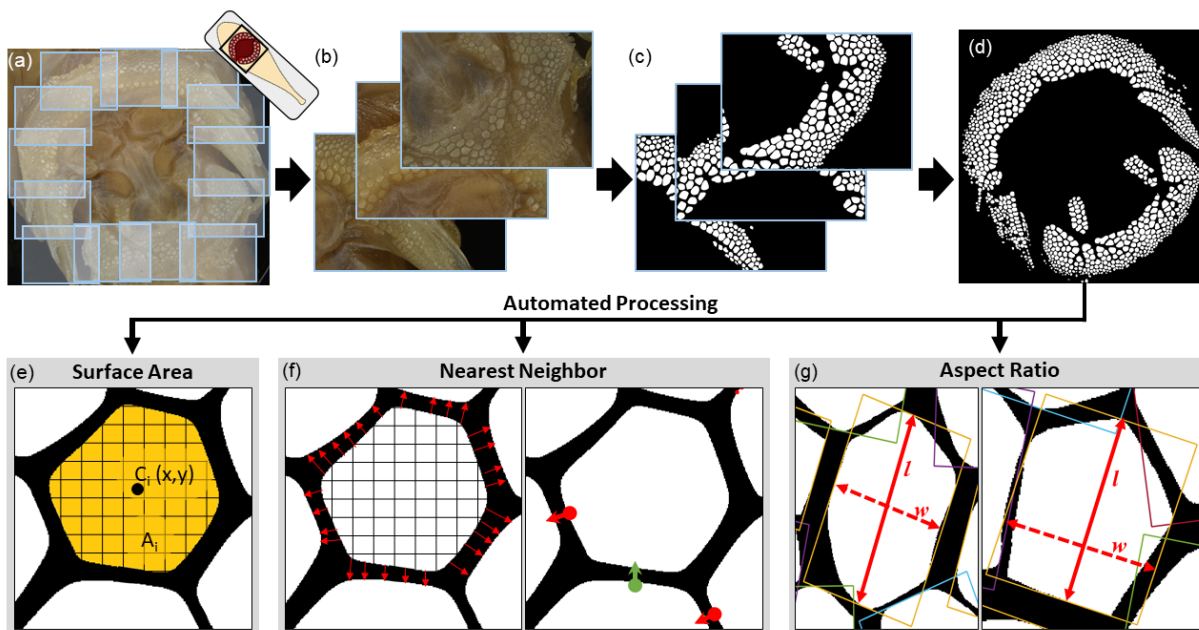 (a)
(b)
(c)
(d)
Automated Processing
(e) Surface Area
(f) Nearest Neighbor
(g) Aspect Ratio
Cᵢ (x,y)
Aᵢ
l
w
l
w